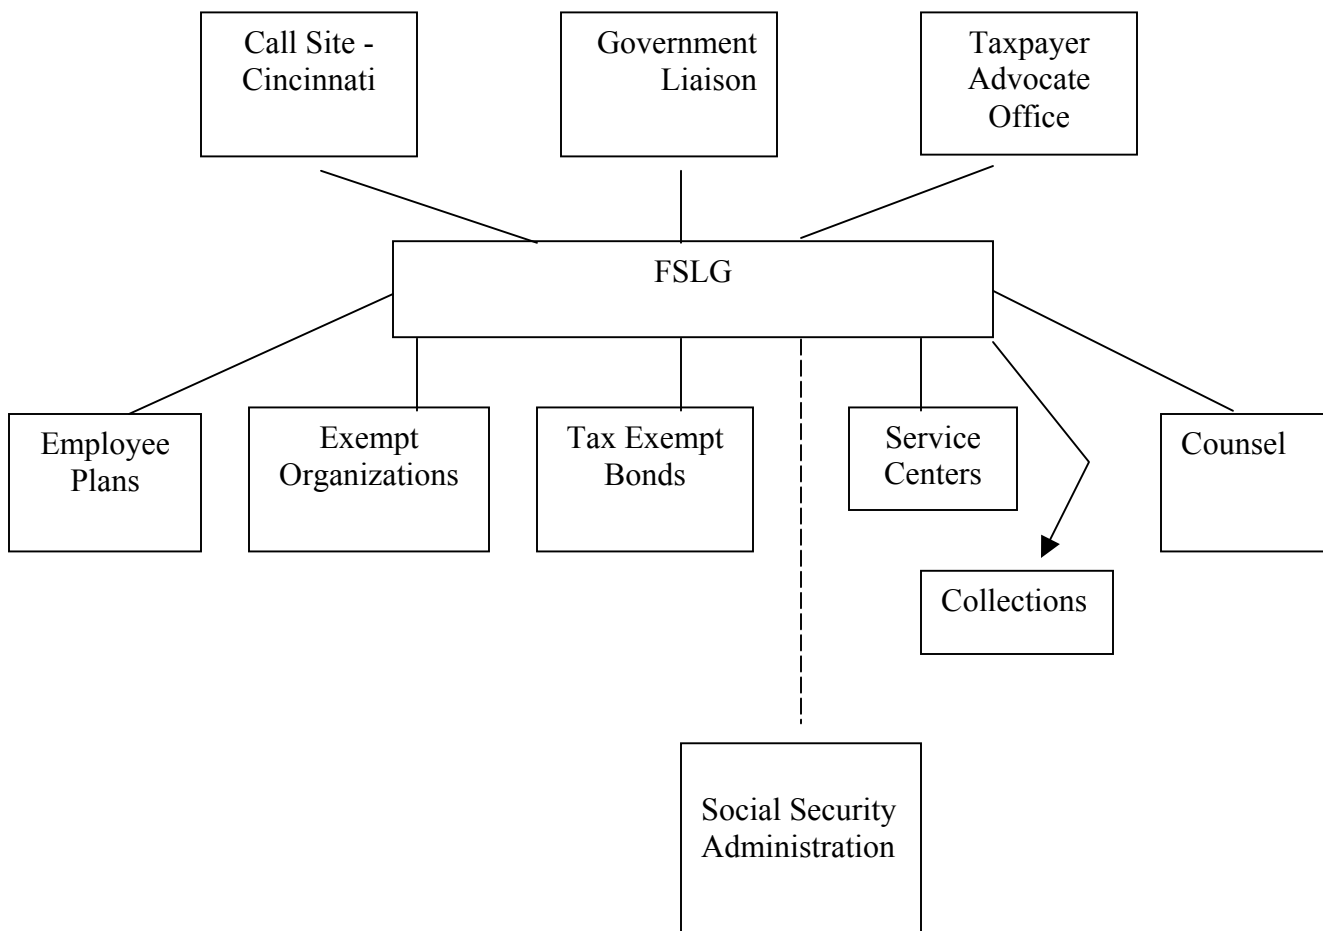 Call Site -
Cincinnati
Government
Liaison
Taxpayer
Advocate
Office
FSLG
Employee
Plans
Exempt
Organizations
Tax Exempt
Bonds
Service
Centers
Counsel
Collections
Social Security
Administration